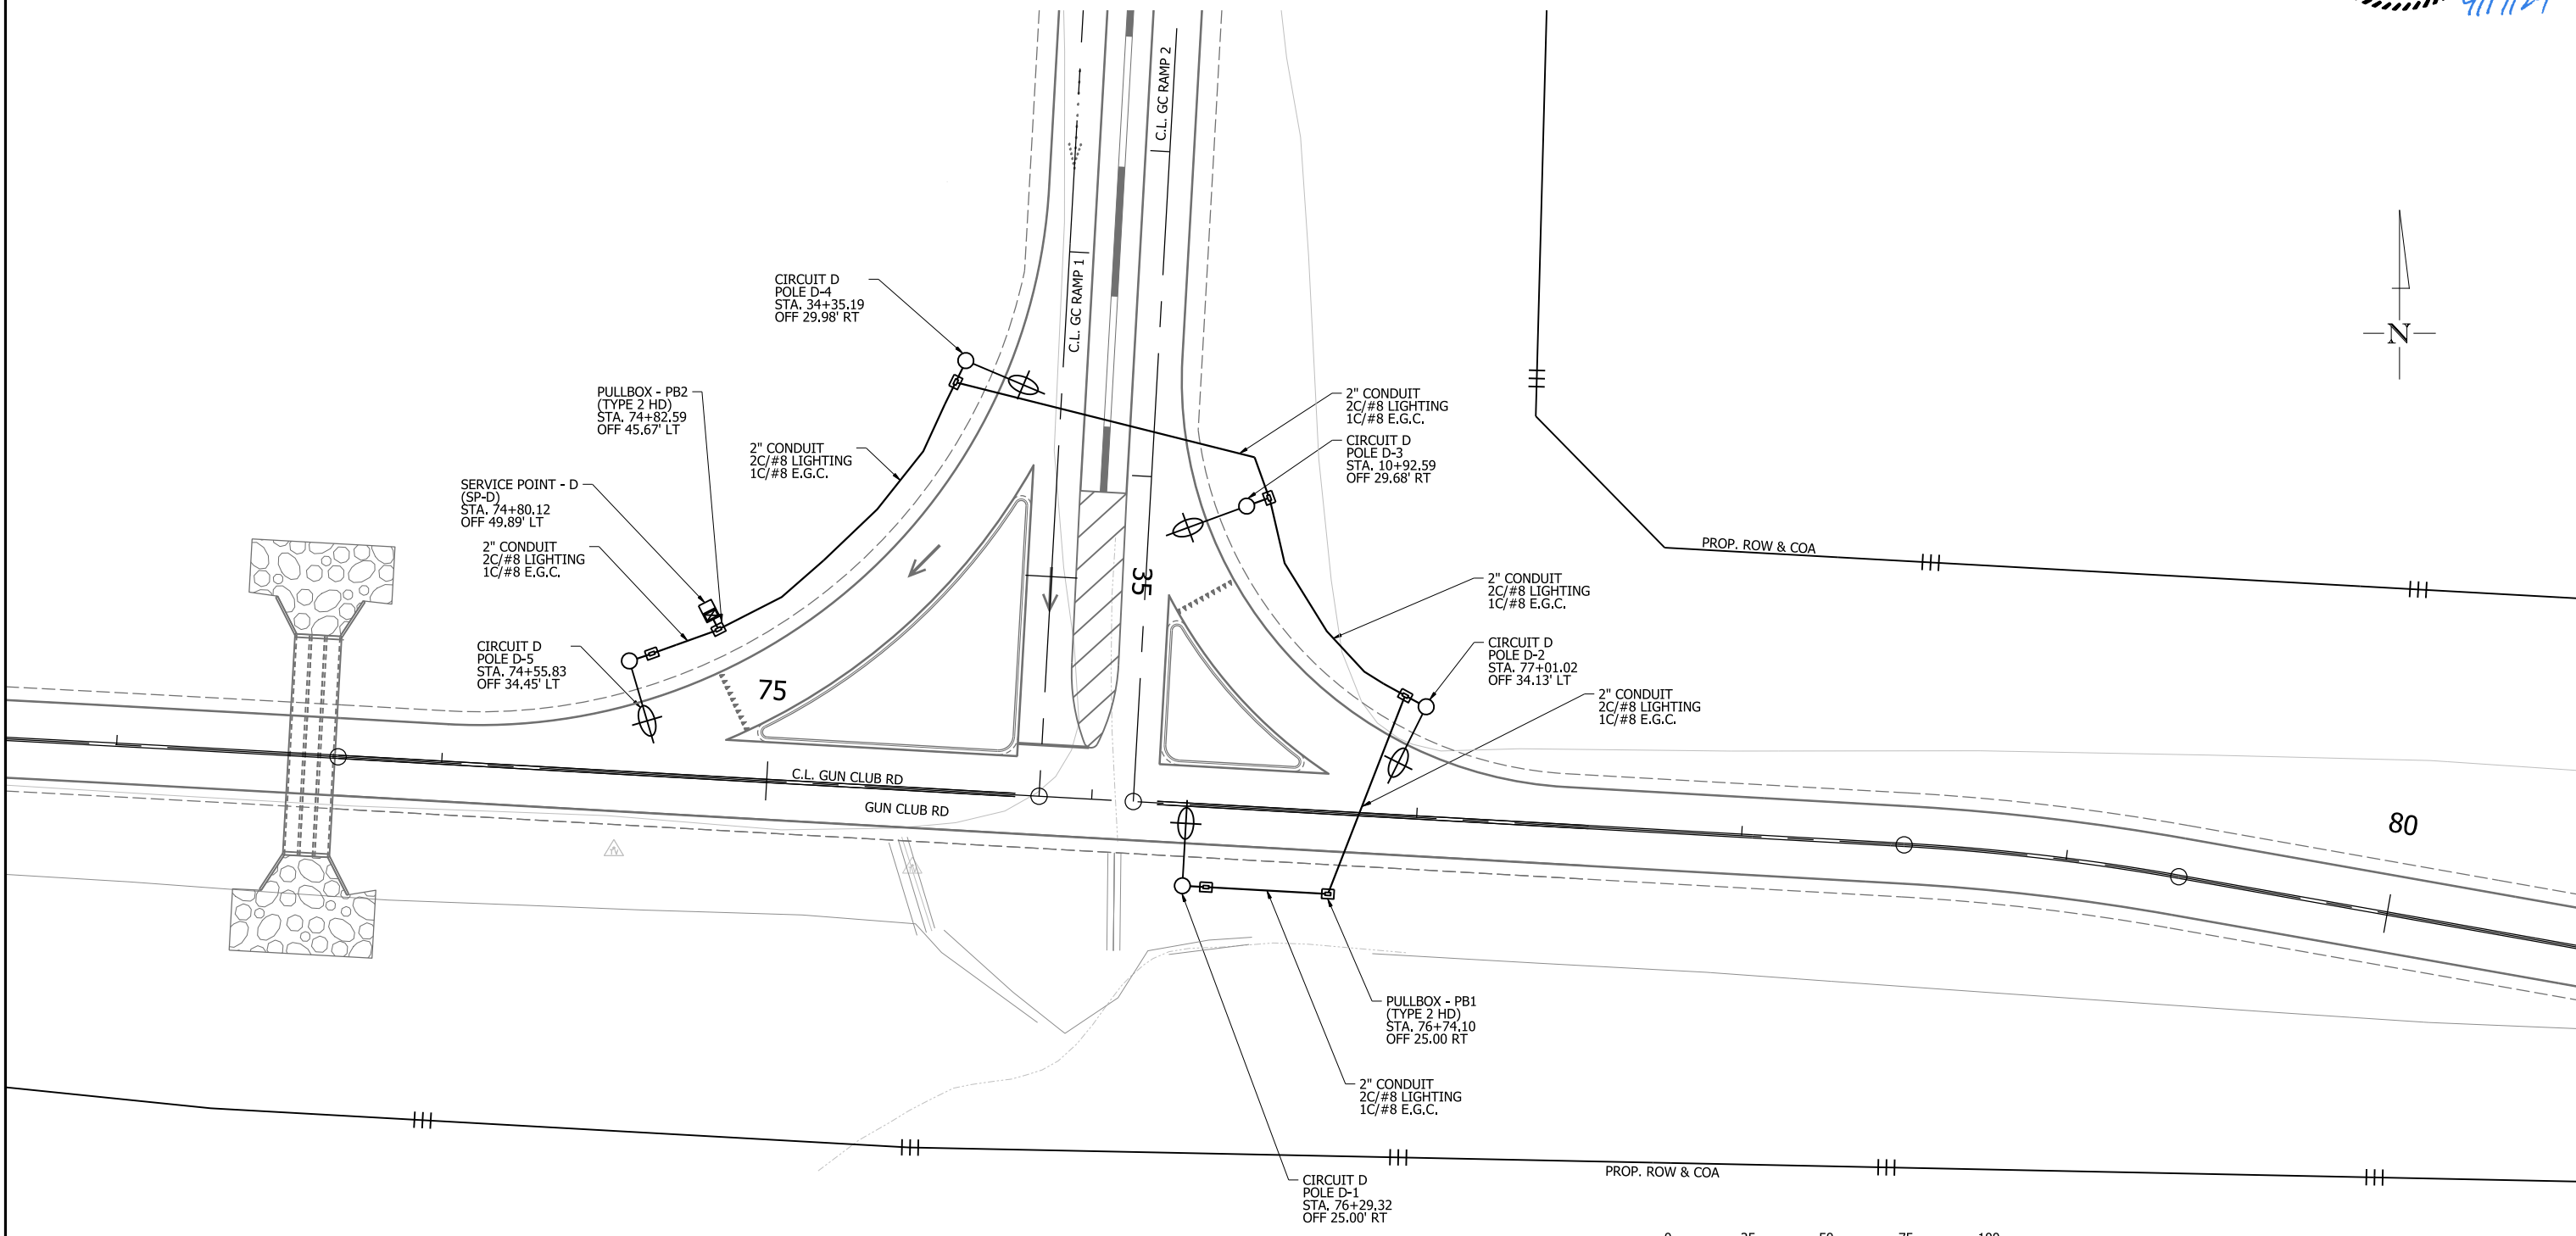 C.L. GC RAMP 2
C.L. GC RAMP 1
CIRCUIT D
POLE D-4
STA. 34+35.19
OFF 29.98' RT
N
PULLBOX - PB2
(TYPE 2 HD)
STA. 74+82.59
OFF 45.67' LT
2" CONDUIT
2C/#8 LIGHTING
1C/#8 E.G.C.
2" CONDUIT
2C/#8 LIGHTING
1C/#8 E.G.C.
CIRCUIT D
POLE D-3
STA. 10+92.59
OFF 29.68' RT
SERVICE POINT - D
(SP-D)
STA. 74+80.12
OFF 49.89' LT
2" CONDUIT
2C/#8 LIGHTING
1C/#8 E.G.C.
PROP. ROW & COA
35
2" CONDUIT
2C/#8 LIGHTING
1C/#8 E.G.C.
CIRCUIT D
POLE D-5
STA. 74+55.83
OFF 34.45' LT
CIRCUIT D
POLE D-2
STA. 77+01.02
OFF 34.13' LT
75
2" CONDUIT
2C/#8 LIGHTING
1C/#8 E.G.C.
C.L. GUN CLUB RD
GUN CLUB RD
80
PULLBOX - PB1
(TYPE 2 HD)
STA. 76+74.10
OFF 25.00 RT
2" CONDUIT
2C/#8 LIGHTING
1C/#8 E.G.C.
PROP. ROW & COA
CIRCUIT D
POLE D-1
STA. 76+29.32
OFF 25.00' RT
0 25 50 75 100